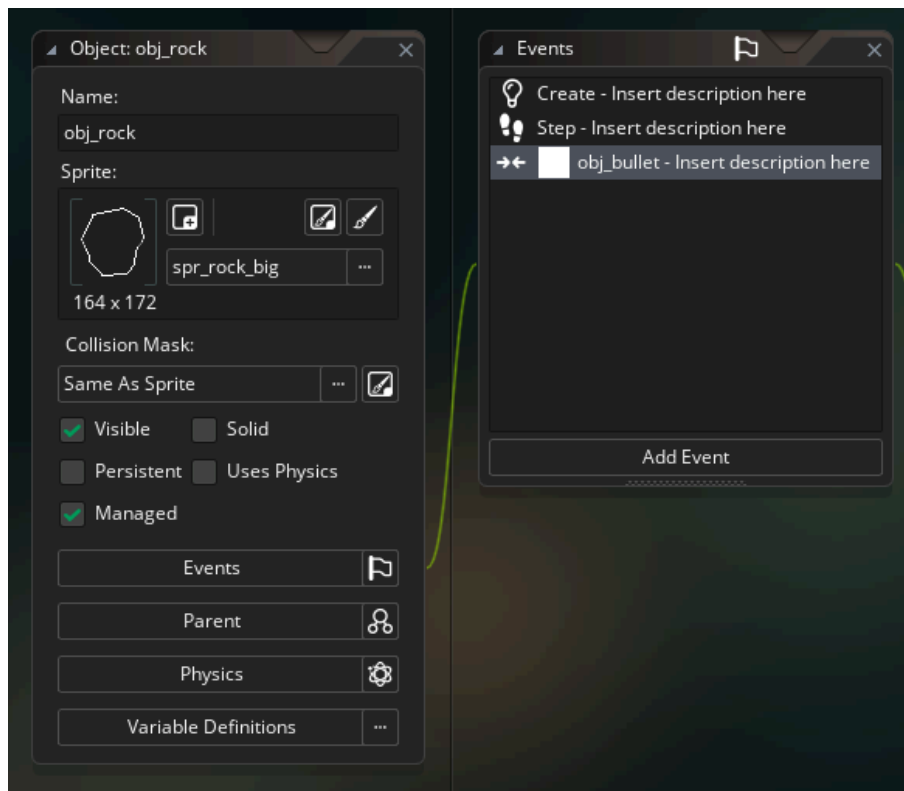 Object: obj_rock
Name:
obj_rock
Sprite:
spr_rock_big
164 x 172
Collision Mask:
Same As Sprite
Visible
Solid
Persistent
Uses Physics
Managed
Events
Parent
Physics
Variable Definitions
Events
Create - Insert description here
Step - Insert description here
obj_bullet - Insert description here
Add Event